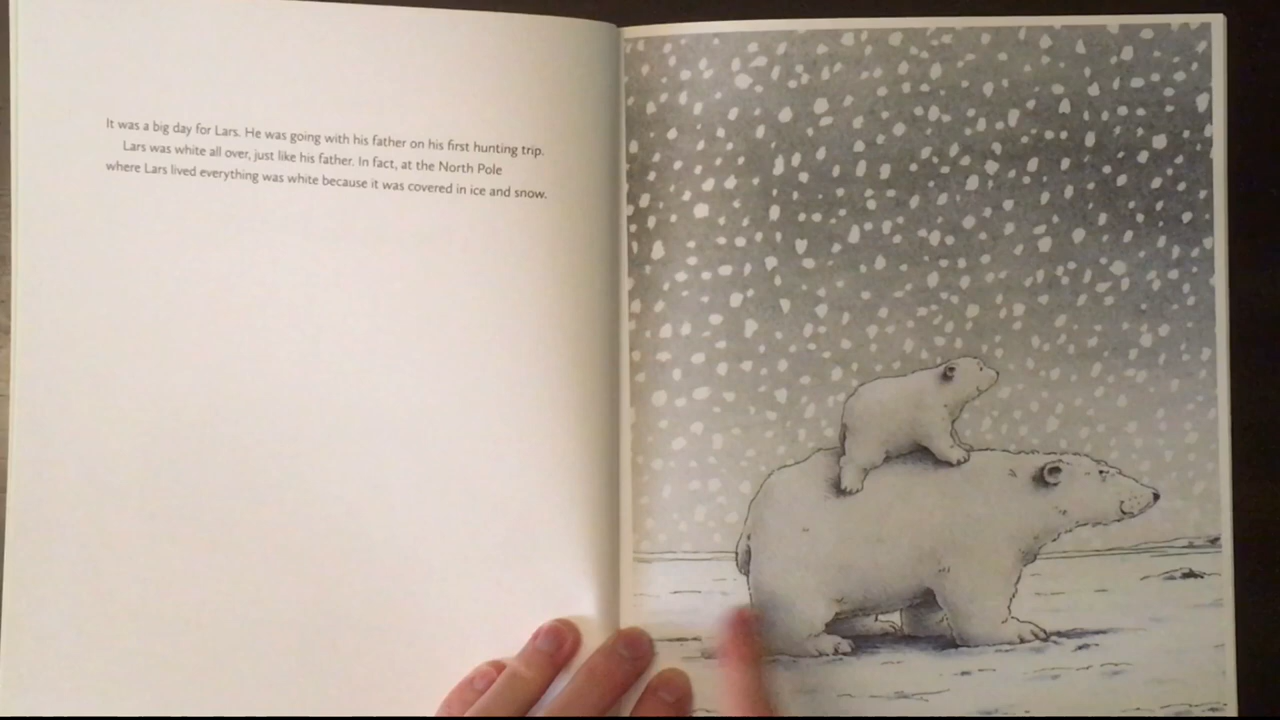 It was a big day for Lars. He was going with his father on his first hunting trip.
Lars was white all over, just like his father. In fact, at the North Pole
where Lars lived everything was white because it was covered in ice and snow.